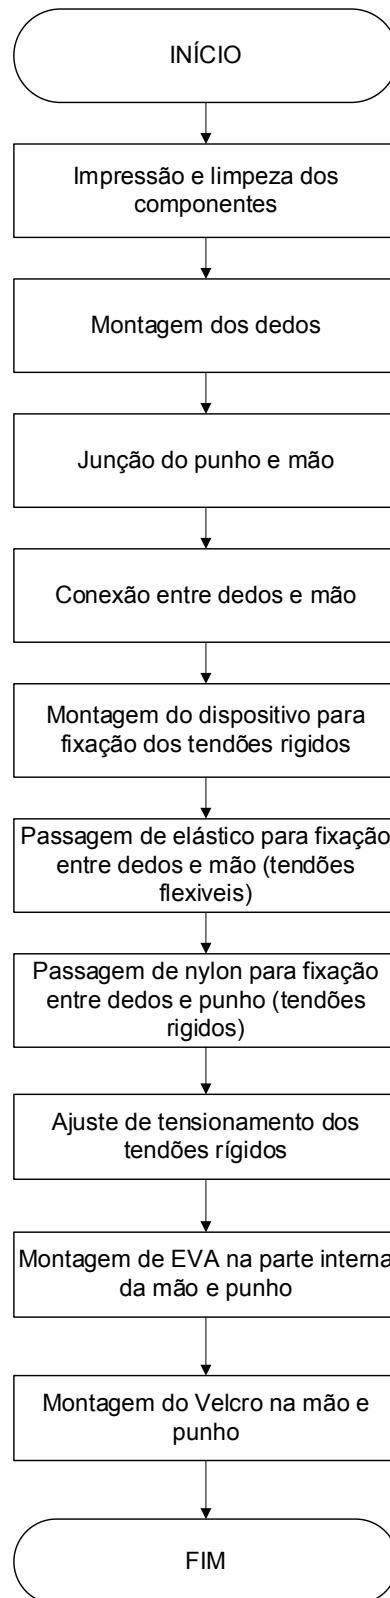 INÍCIO
Impressão e limpeza dos
componentes
Montagem dos dedos
Junção do punho e mão
Conexão entre dedos e mão
Montagem do dispositivo para
fixação dos tendões rigidos
Passagem de elástico para fixação
entre dedos e mão (tendões
flexiveis)
Passagem de nylon para fixação
entre dedos e punho (tendões
rigidos)
Ajuste de tensionamento dos
tendões rígidos
Montagem de EVA na parte interna
da mão e punho
Montagem do Velcro na mão e
punho
FIM